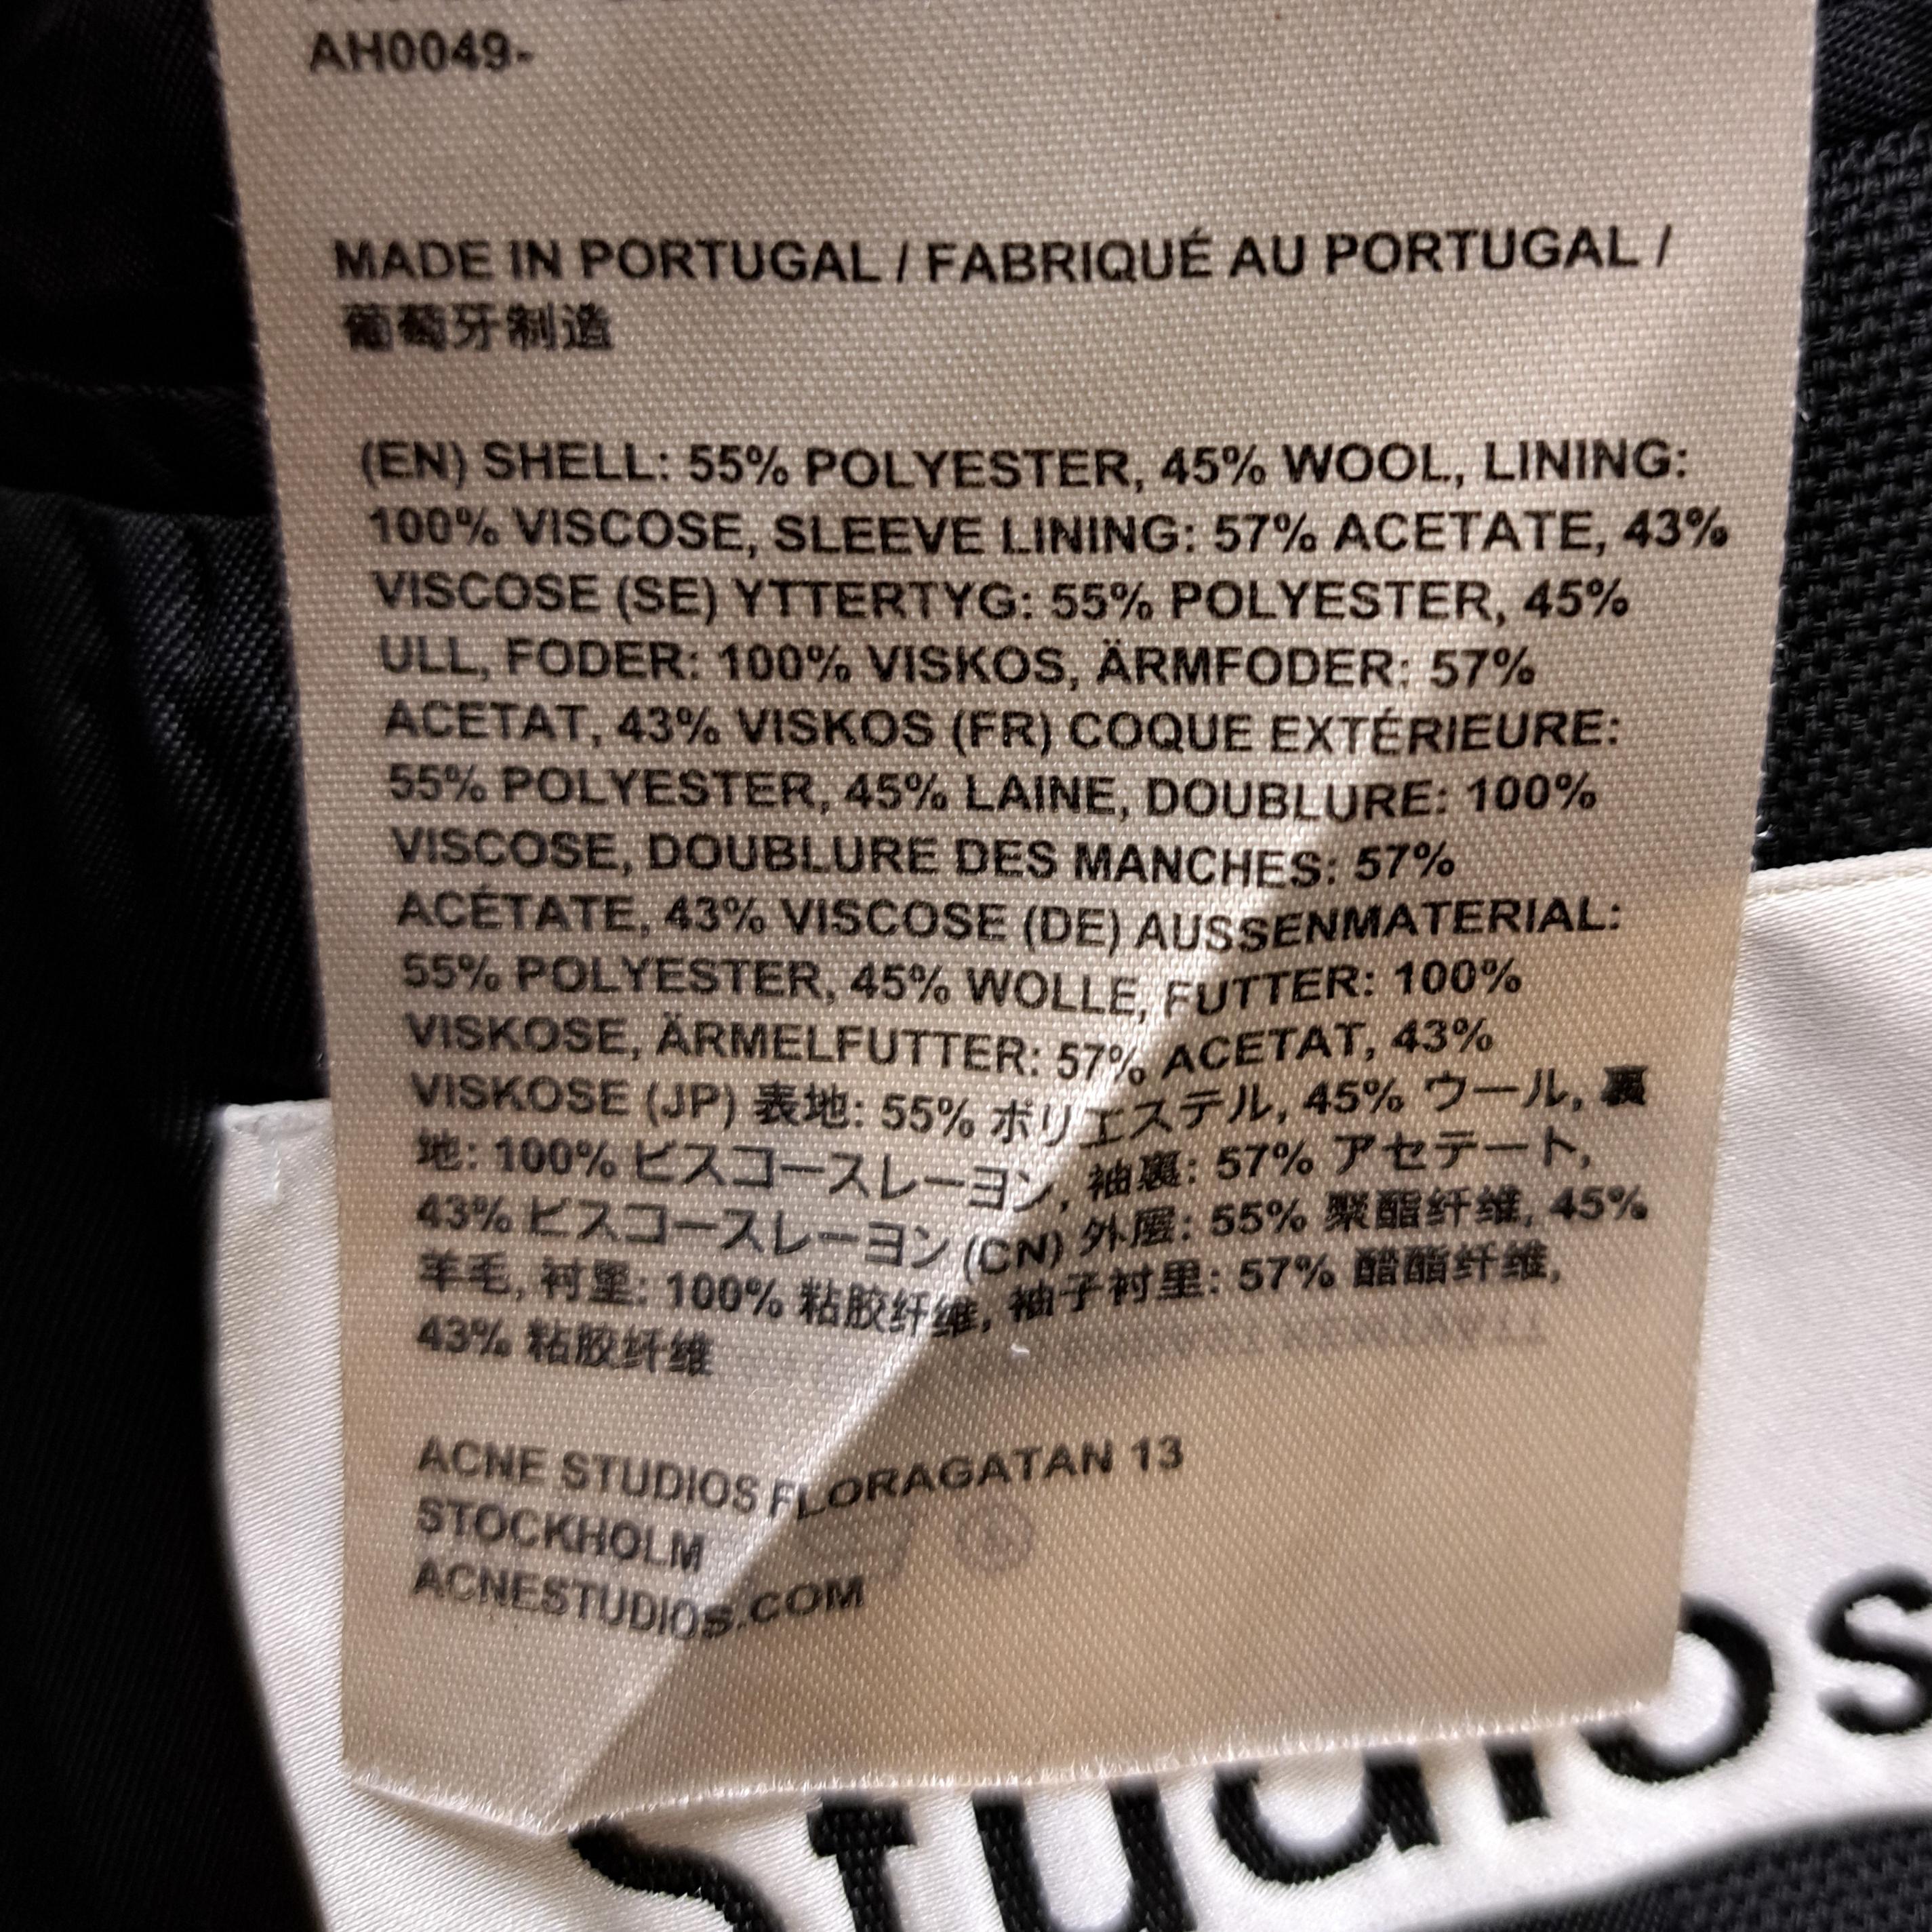 AH0049-
MADE IN PORTUGAL / FABRIQUÉ AU PORTUGAL /
葡萄牙制造
(EN) SHELL: 55% POLYESTER, 45% WOOL, LINING:
100% VISCOSE, SLEEVE LINING: 57% ACETATE, 43%
VISCOSE (SE) YTTERTYG: 55% POLYESTER, 45%
ULL, FODER: 100% VISKOS, ÄRMFODER: 57%
ACETAT, 43% VISKOS (FR) COQUE EXTÉRIEURE:
55% POLYESTER, 45% LAINE, DOUBLURE: 100%
VISCOSE, DOUBLURE DES MANCHES: 57%
ACÉTATE, 43% VISCOSE (DE) AUSSENMATERIAL:
55% POLYESTER, 45% WOLLE, FUTTER: 100%
VISKOSE, ÄRMELFUTTER: 57% ACETAT, 43%
VISKOSE (JP) 表地: 55% ポリエステル, 45% ウール, 裏
地: 100% ビスコースレーヨン, 袖裏: 57% アセテート,
43% ビスコースレーヨン (CN) 外层: 55% 聚酯纤维, 45%
羊毛, 衬里: 100% 粘胶纤维, 袖子衬里: 57% 醋酯纤维,
43% 粘胶纤维
ACNE STUDIOS FLORAGATAN 13
STOCKHOLM
ACNESTUDIOS.COM
Studios